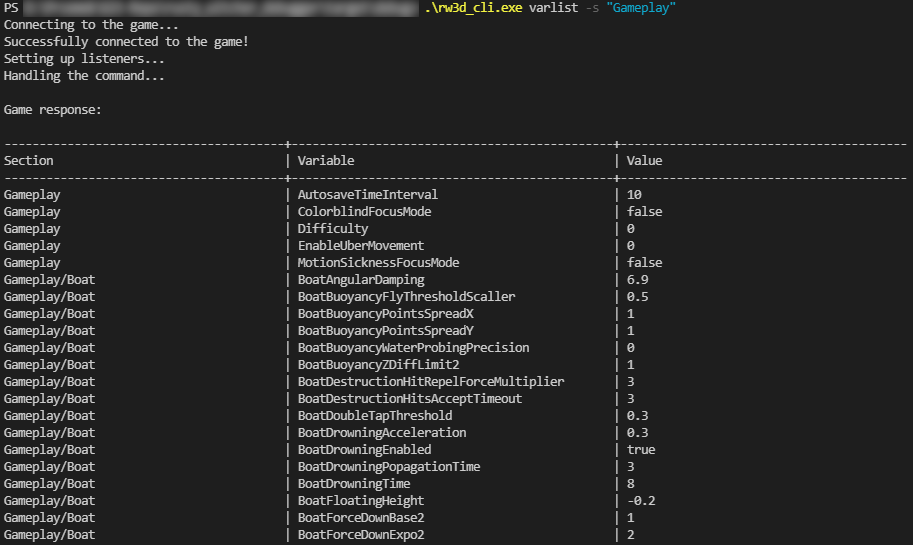 PS .\rw3d_cli.exe varlist -s "Gameplay"
Connecting to the game...
Successfully connected to the game!
Setting up listeners...
Handling the command...
Game response:
----------------------------------------+-----------------------------------------------+----------------------------------------
Section | Variable | Value
----------------------------------------+-----------------------------------------------+----------------------------------------
Gameplay | AutosaveTimeInterval | 10
Gameplay | ColorblindFocusMode | false
Gameplay | Difficulty | 0
Gameplay | EnableUberMovement | 0
Gameplay | MotionSicknessFocusMode | false
Gameplay/Boat | BoatAngularDamping | 6.9
Gameplay/Boat | BoatBuoyancyFlyThresholdScaller | 0.5
Gameplay/Boat | BoatBuoyancyPointsSpreadX | 1
Gameplay/Boat | BoatBuoyancyPointsSpreadY | 1
Gameplay/Boat | BoatBuoyancyWaterProbingPrecision | 0
Gameplay/Boat | BoatBuoyancyZDiffLimit2 | 1
Gameplay/Boat | BoatDestructionHitRepelForceMultiplier | 3
Gameplay/Boat | BoatDestructionHitsAcceptTimeout | 3
Gameplay/Boat | BoatDoubleTapThreshold | 0.3
Gameplay/Boat | BoatDrowningAcceleration | 0.3
Gameplay/Boat | BoatDrowningEnabled | true
Gameplay/Boat | BoatDrowningPopagationTime | 3
Gameplay/Boat | BoatDrowningTime | 8
Gameplay/Boat | BoatFloatingHeight | -0.2
Gameplay/Boat | BoatForceDownBase2 | 1
Gameplay/Boat | BoatForceDownExpo2 | 2